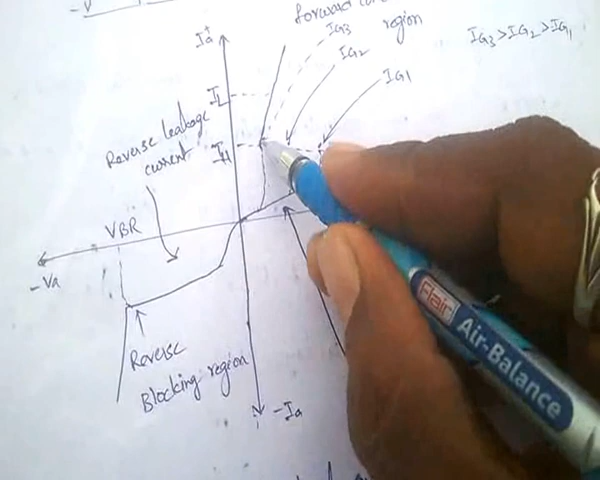 -V
forward
region
Ia+
IG3
IG2
IG1
IG3 > IG2 > IG1
IL
IH
Reverse leakage
current
VBR
-Va
Reverse
Blocking region
-Ia
Flair
Air-Balance